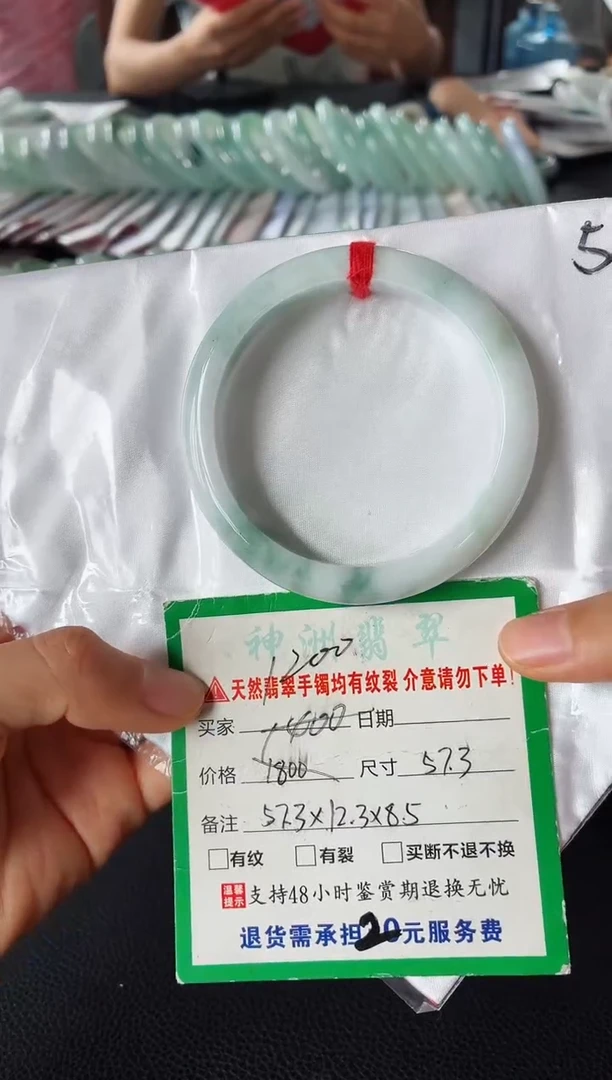 5
神洲翡翠
1200
天然翡翠手镯均有纹裂 介意请勿下单!
买家 1400 日期
价格 1800 尺寸 57.3
备注 57.3x12.3x8.5
有纹 有裂 买断不退不换
温馨提示 支持48小时鉴赏期退换无忧
退货需承担20元服务费